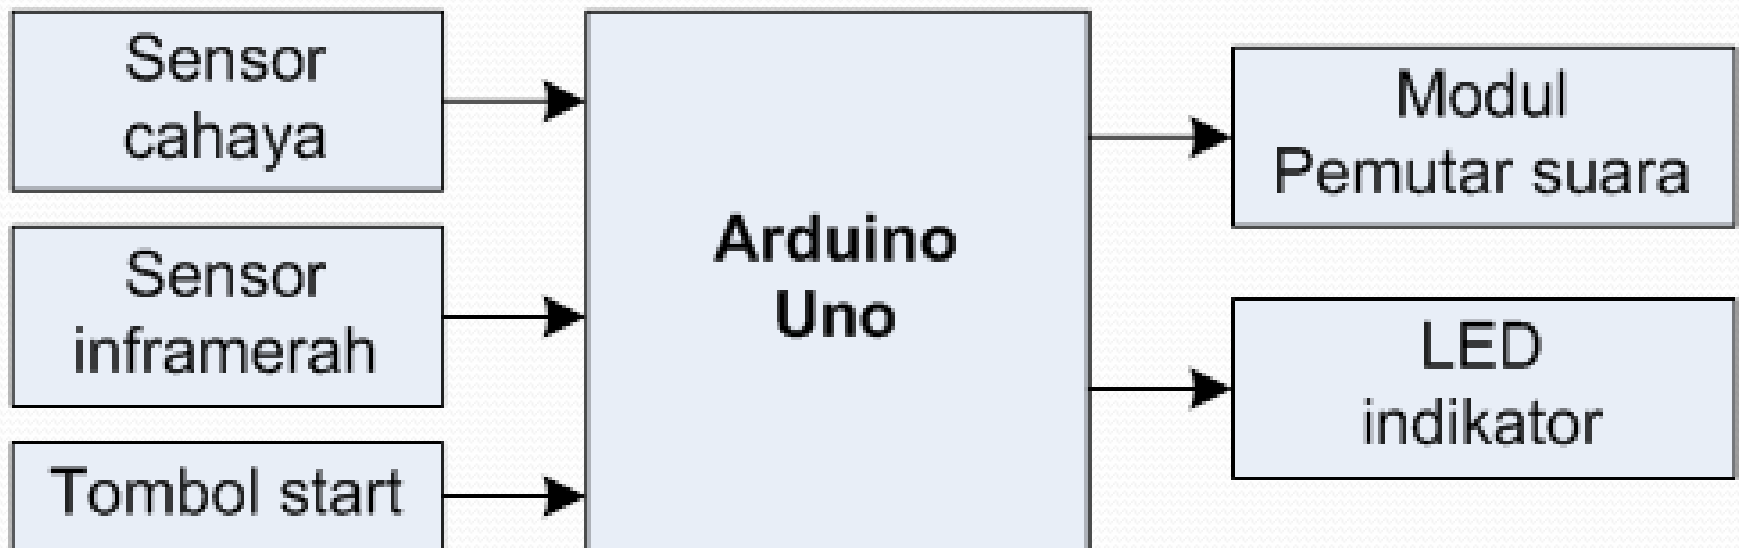 Sensor
cahaya
Sensor
inframerah
Tombol start
Arduino
Uno
Modul
Pemutar suara
LED
indikator